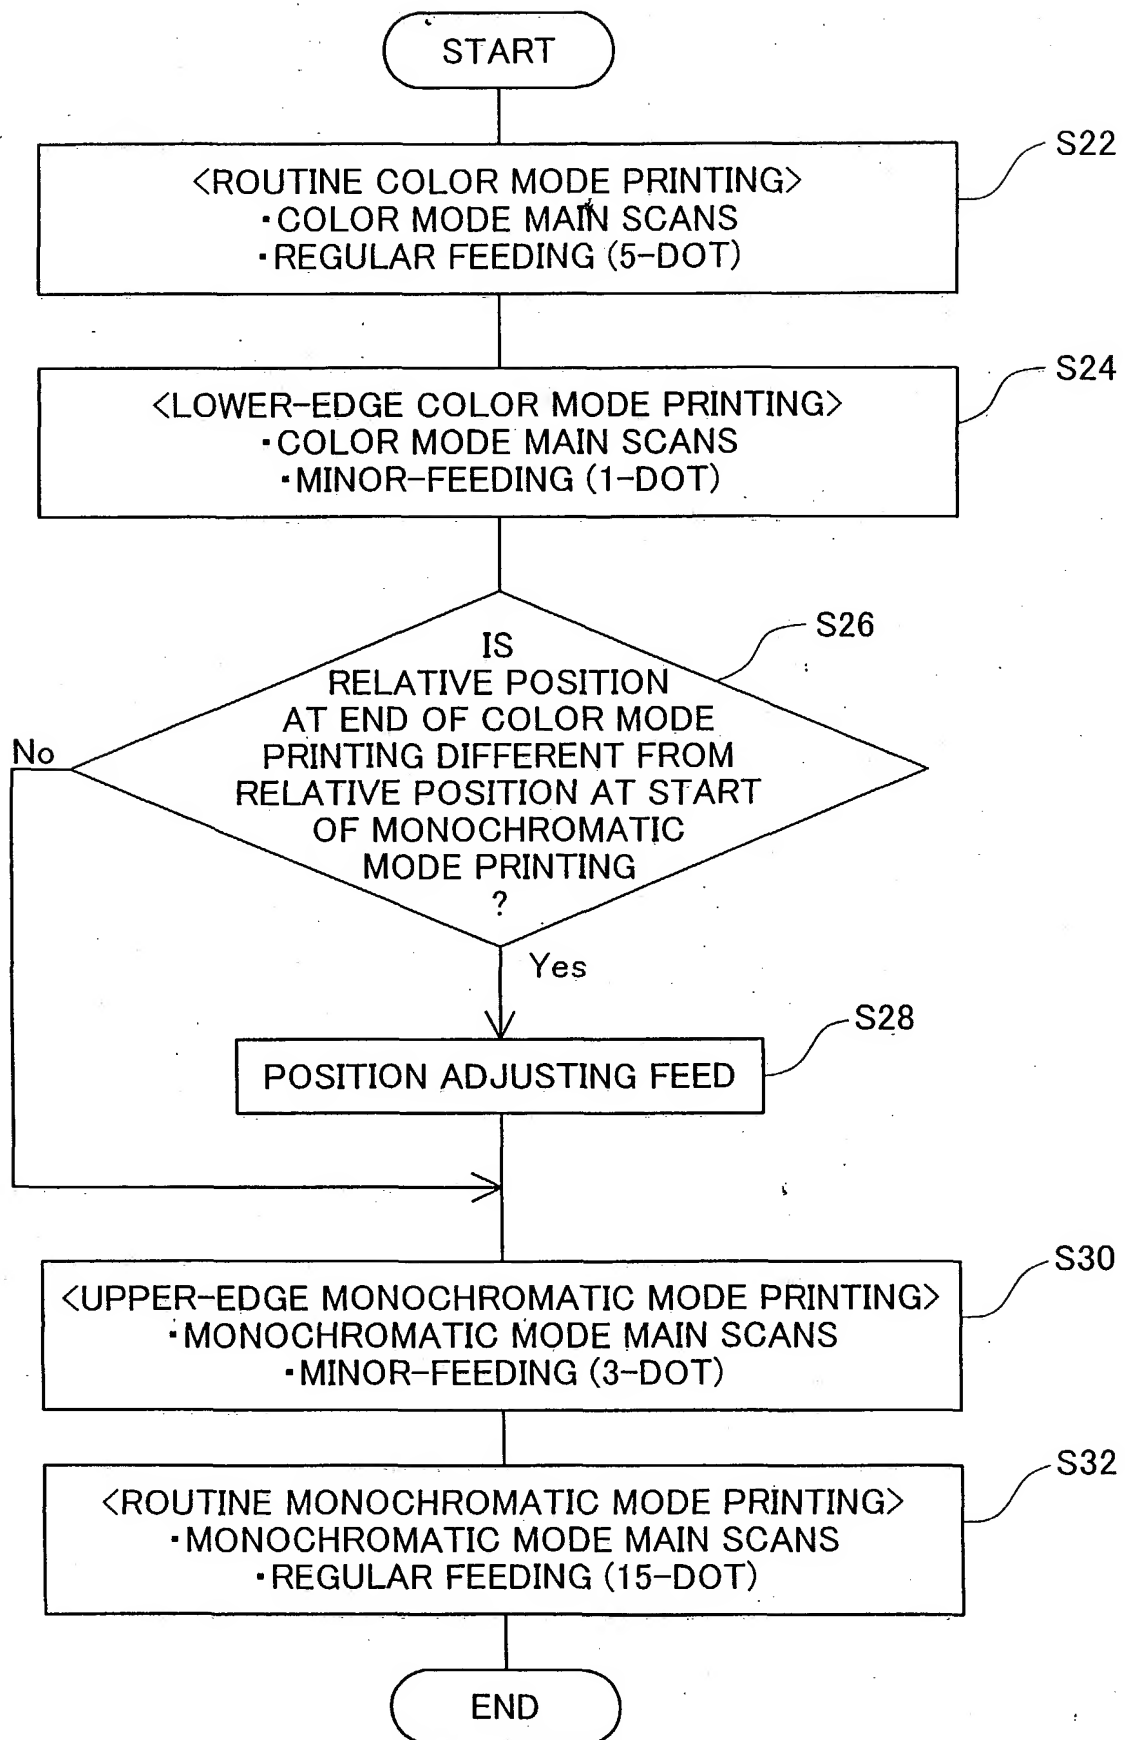 START
S22
<ROUTINE COLOR MODE PRINTING>
▪COLOR MODE MAIN SCANS
▪REGULAR FEEDING (5-DOT)
S24
<LOWER-EDGE COLOR MODE PRINTING>
▪COLOR MODE MAIN SCANS
▪MINOR-FEEDING (1-DOT)
S26
IS
RELATIVE POSITION
AT END OF COLOR MODE
PRINTING DIFFERENT FROM
RELATIVE POSITION AT START
OF MONOCHROMATIC
MODE PRINTING
?
No
Yes
S28
POSITION ADJUSTING FEED
S30
<UPPER-EDGE MONOCHROMATIC MODE PRINTING>
▪MONOCHROMATIC MODE MAIN SCANS
▪MINOR-FEEDING (3-DOT)
S32
<ROUTINE MONOCHROMATIC MODE PRINTING>
▪MONOCHROMATIC MODE MAIN SCANS
▪REGULAR FEEDING (15-DOT)
END